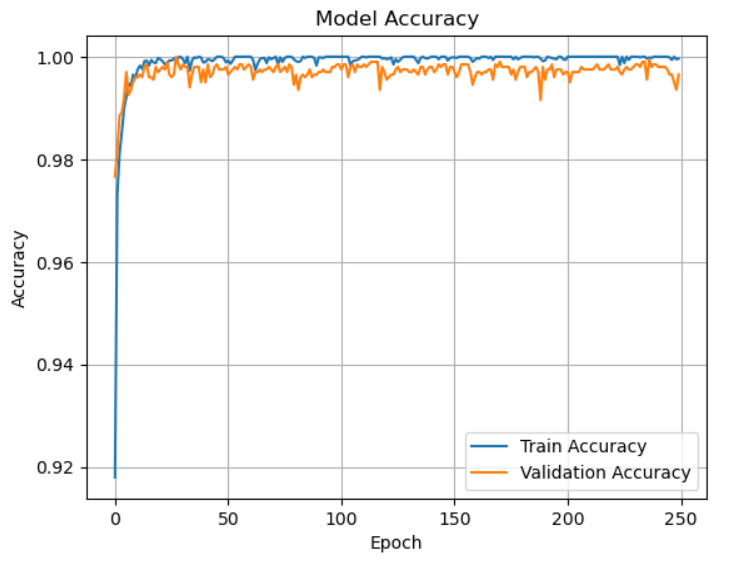 Model Accuracy
1.00
0.98
0.96
0.94
0.92
Accuracy
Train Accuracy
Validation Accuracy
0 50 100 150 200 250
Epoch